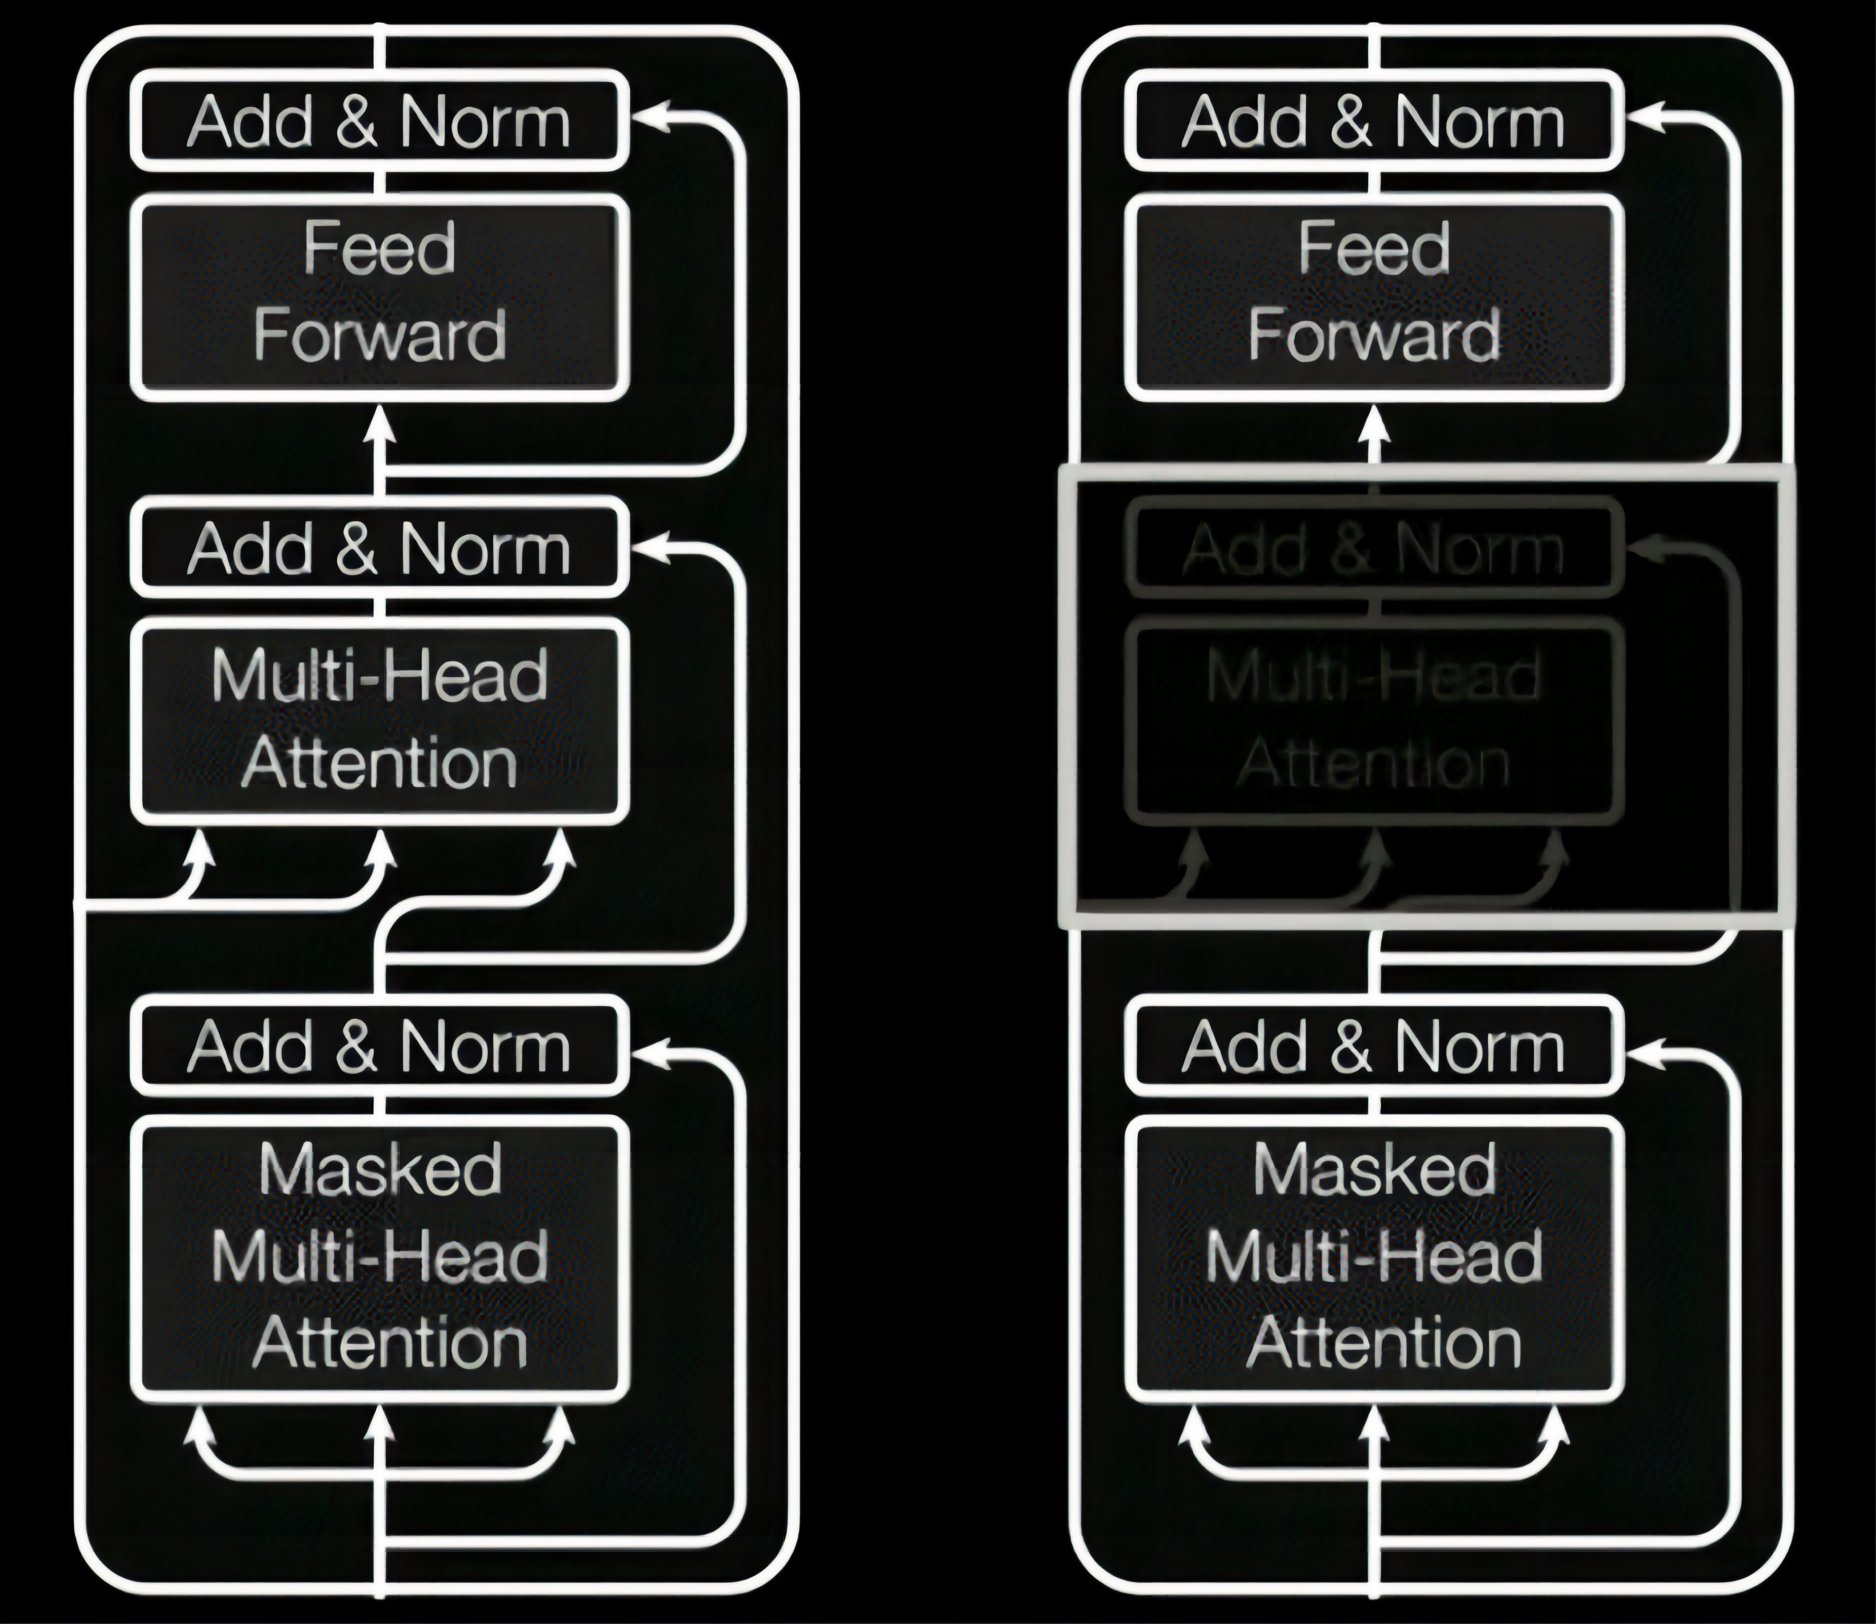 Add & Norm
Feed
Forward
Add & Norm
Multi-Head
Attention
Add & Norm
Masked
Multi-Head
Attention
Add & Norm
Feed
Forward
Add & Norm
Multi-Head
Attention
Add & Norm
Masked
Multi-Head
Attention